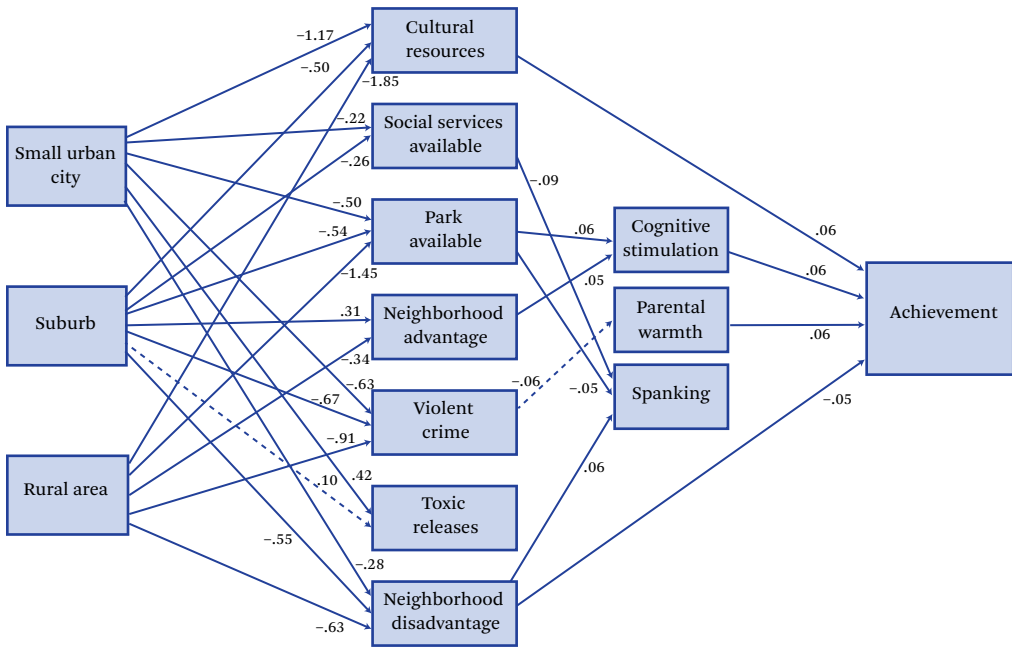 Cultural
resources
–1.17
–.50
–1.85
Social services
available
–.22
–.26
Small urban
city
Park
available
–.50
–.54
–1.45
–.09
.06
Cognitive
stimulation
.05
.06
.06
Suburb
Neighborhood
advantage
.31
–.34
Parental
warmth
.06
Achievement
–.63
–.67
Violent
crime
–.91
–.06
–.05
Spanking
–.05
Rural area
.10
.42
Toxic
releases
.06
–.55
–.28
Neighborhood
disadvantage
–.63